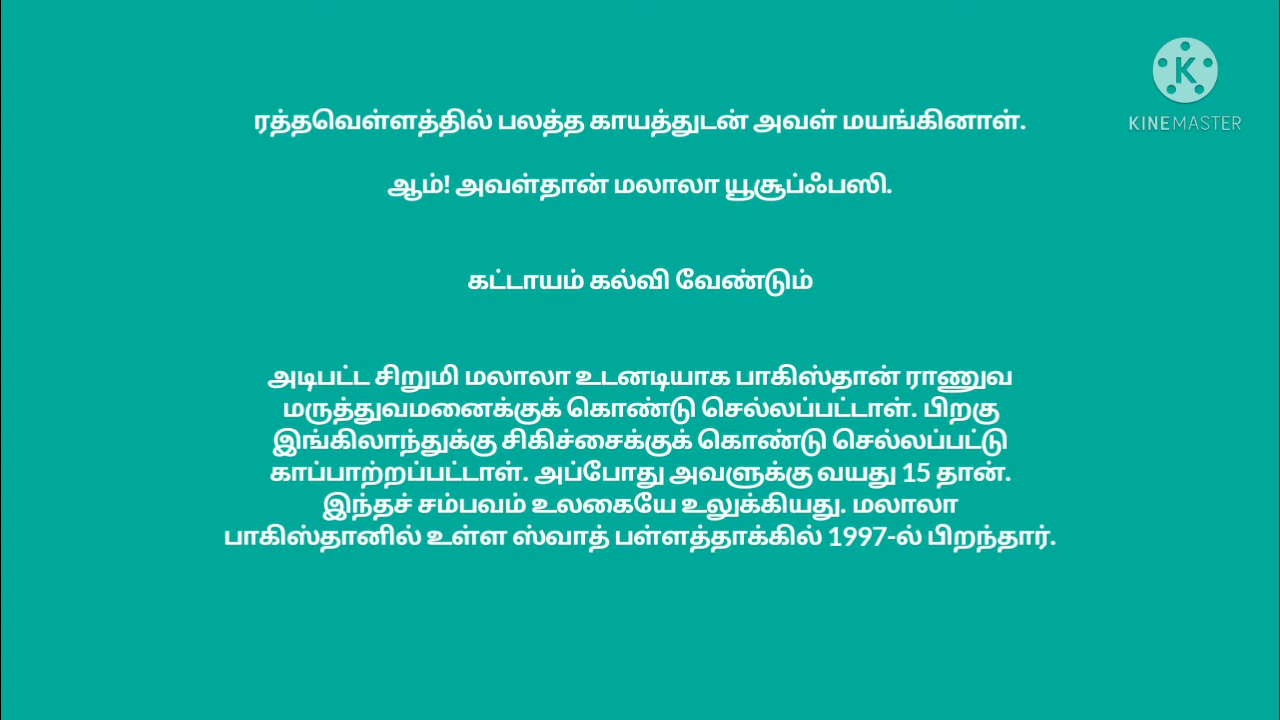 ரத்தவெள்ளத்தில் பலத்த காயத்துடன் அவள் மயங்கினாள்.
ஆம்! அவள்தான் மலாலா யூசூப்ஃபஸி.
கட்டாயம் கல்வி வேண்டும்
அடிபட்ட சிறுமி மலாலா உடனடியாக பாகிஸ்தான் ராணுவ
மருத்துவமனைக்குக் கொண்டு செல்லப்பட்டாள். பிறகு
இங்கிலாந்துக்கு சிகிச்சைக்குக் கொண்டு செல்லப்பட்டு
காப்பாற்றப்பட்டாள். அப்போது அவளுக்கு வயது 15 தான்.
இந்தச் சம்பவம் உலகையே உலுக்கியது. மலாலா
பாகிஸ்தானில் உள்ள ஸ்வாத் பள்ளத்தாக்கில் 1997-ல் பிறந்தார்.
K
KINEMASTER